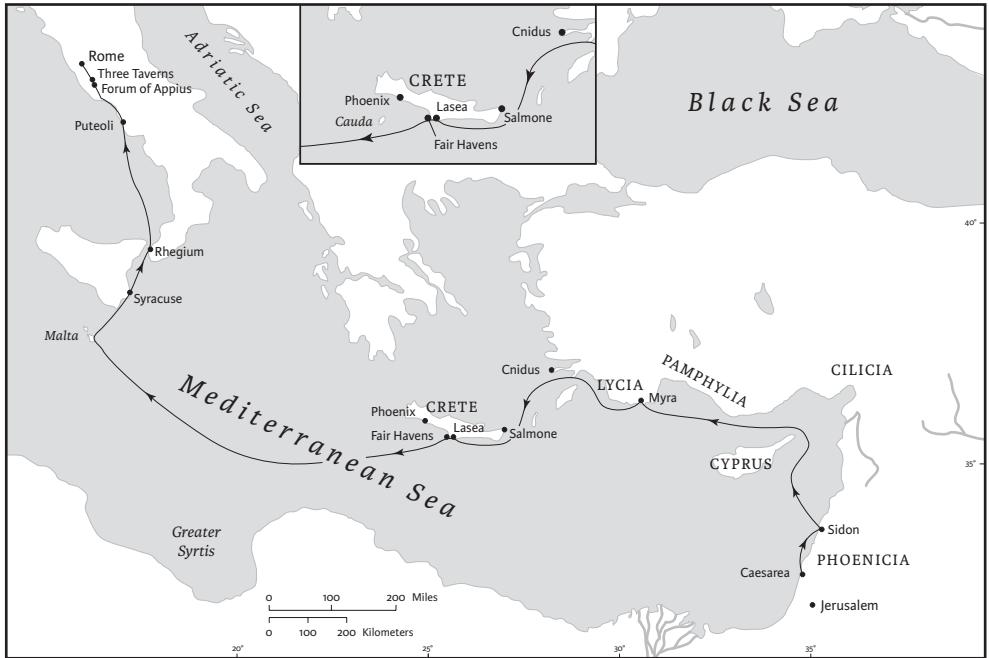 Rome
Three Taverns
Forum of Appius
Puteoli
Adriatic Sea
Cnidus
CRETE
Phoenix
Lasea
Cauda
Salmone
Fair Havens
Black Sea
40°
Rhegium
Syracuse
Malta
Mediterranean Sea
Cnidus
LYCIA
PAMPHYLIA
CILICIA
Myra
Phoenix
CRETE
Lasea
Fair Havens
Salmone
CYPRUS
35°
Greater
Syrtis
Sidon
PHOENICIA
Caesarea
Jerusalem
0 100 200 Miles
0 100 200 Kilometers
20° 25° 30° 35°